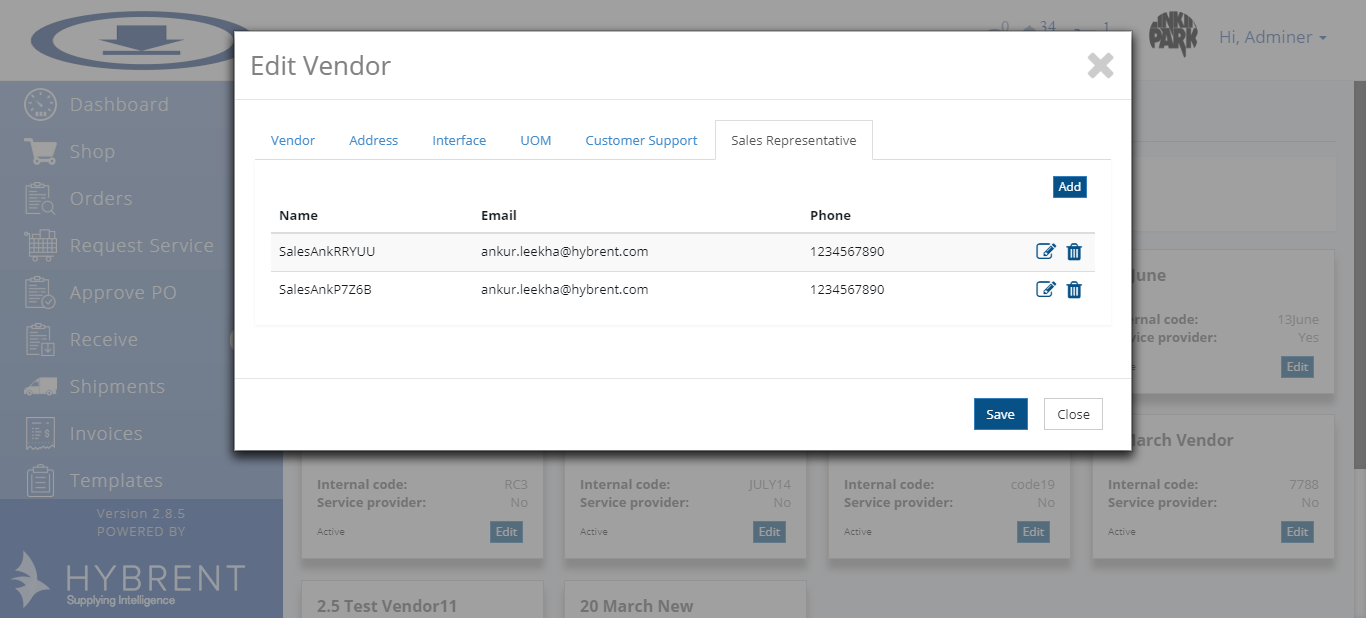 0 34 1
LINKIN PARK
Hi, Adminer
Edit Vendor
Dashboard
Shop
Orders
Request Service
Approve PO
Receive
Shipments
Invoices
Templates
Version 2.8.5
POWERED BY
HYBRENT
Supplying Intelligence
Vendor Address Interface UOM Customer Support Sales Representative
Add
Name Email Phone
SalesAnkRRYUU ankur.leekha@hybrent.com 1234567890
SalesAnkP7Z6B ankur.leekha@hybrent.com 1234567890
Save Close
une
rnal code: 13June
vice provider: Yes
Edit
arch Vendor
Internal code: RC3
Service provider: No
Active Edit
Internal code: JULY14
Service provider: No
Active Edit
Internal code: code19
Service provider: No
Active Edit
Internal code: 7788
Service provider: No
Active Edit
2.5 Test Vendor11
20 March New